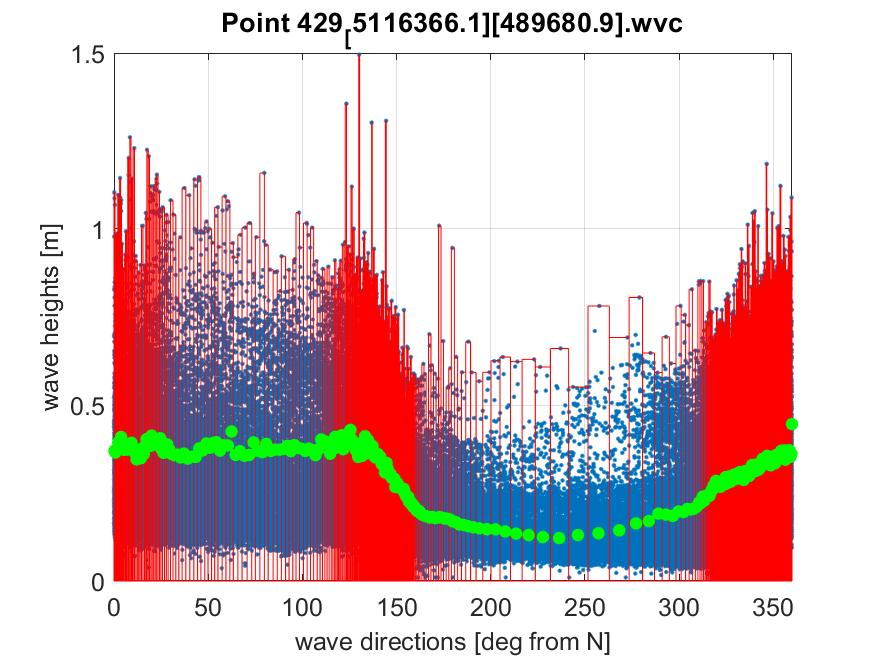 Point 429[5116366.1][489680.9].wvc
1.5
1
0.5
0
wave heights [m]
0 50 100 150 200 250 300 350
wave directions [deg from N]